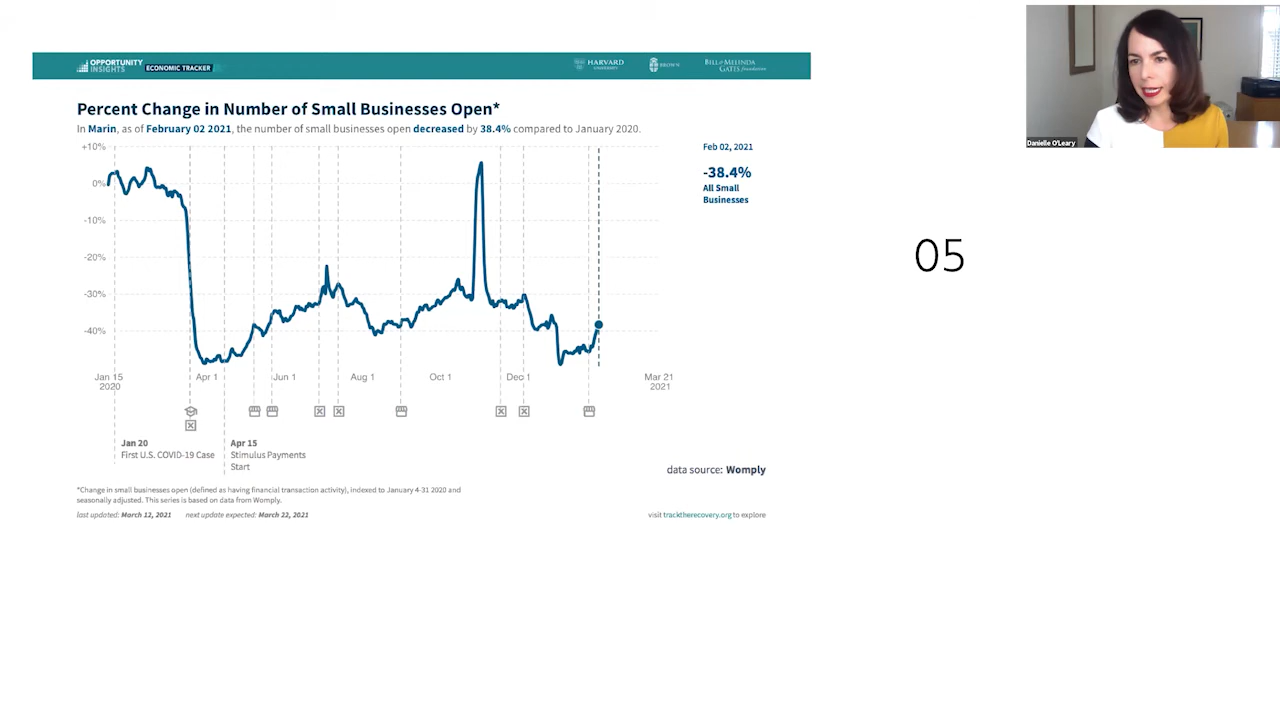 OPPORTUNITY
INSIGHTS
ECONOMIC TRACKER
HARVARD
UNIVERSITY
BROWN
BILL & MELINDA
GATES foundation
Percent Change in Number of Small Businesses Open*
In Marin, as of February 02 2021, the number of small businesses open decreased by 38.4% compared to January 2020.
+10%
0%
-10%
-20%
-30%
-40%
Feb 02, 2021
-38.4%
All Small
Businesses
Jan 15
2020
Apr 1
Jun 1
Aug 1
Oct 1
Dec 1
Mar 21
2021
Jan 20
First U.S. COVID-19 Case
Apr 15
Stimulus Payments
Start
data source: Womply
*Change in small businesses open (defined as having financial transaction activity), indexed to January 4-31 2020 and
seasonally adjusted. This series is based on data from Womply.
last updated: March 12, 2021 next update expected: March 22, 2021
visit tracktherecovery.org to explore
Danielle O'Leary
05